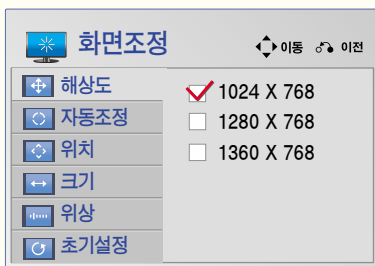 화면조정
이동 이전
해상도
자동조정
위치
크기
위상
초기설정
1024 X 768
1280 X 768
1360 X 768